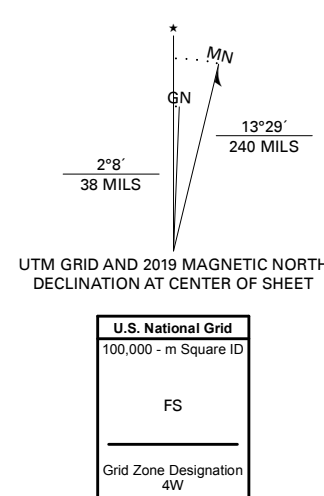 ★
MN
GN
13°29´
240 MILS
2°8´
38 MILS
UTM GRID AND 2019 MAGNETIC NORTH
DECLINATION AT CENTER OF SHEET
U.S. National Grid
100,000 - m Square ID
FS
Grid Zone Designation
4W